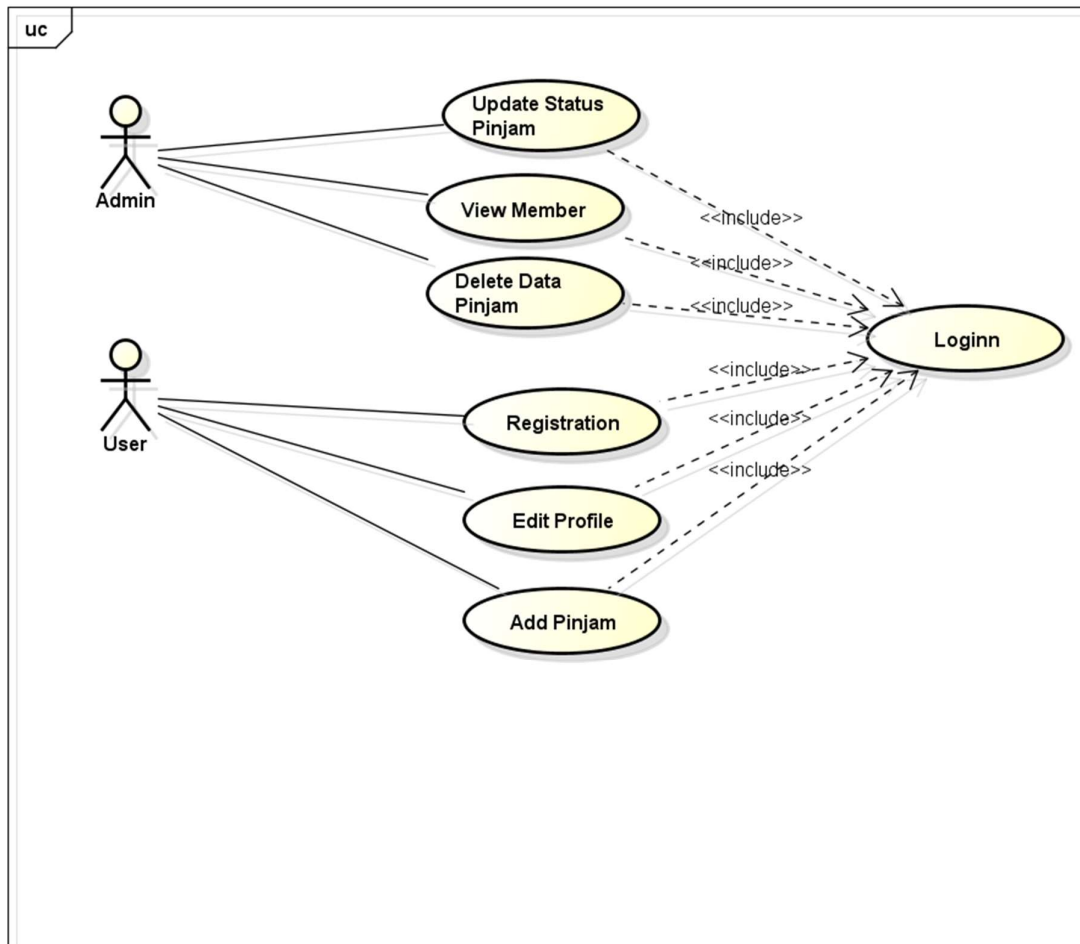 uc
Update Status
Pinjam
Admin
View Member
<<include>>
<<include>>
Delete Data
Pinjam
<<include>>
Loginn
User
Registration
<<include>>
<<include>>
Edit Profile
<<include>>
Add Pinjam